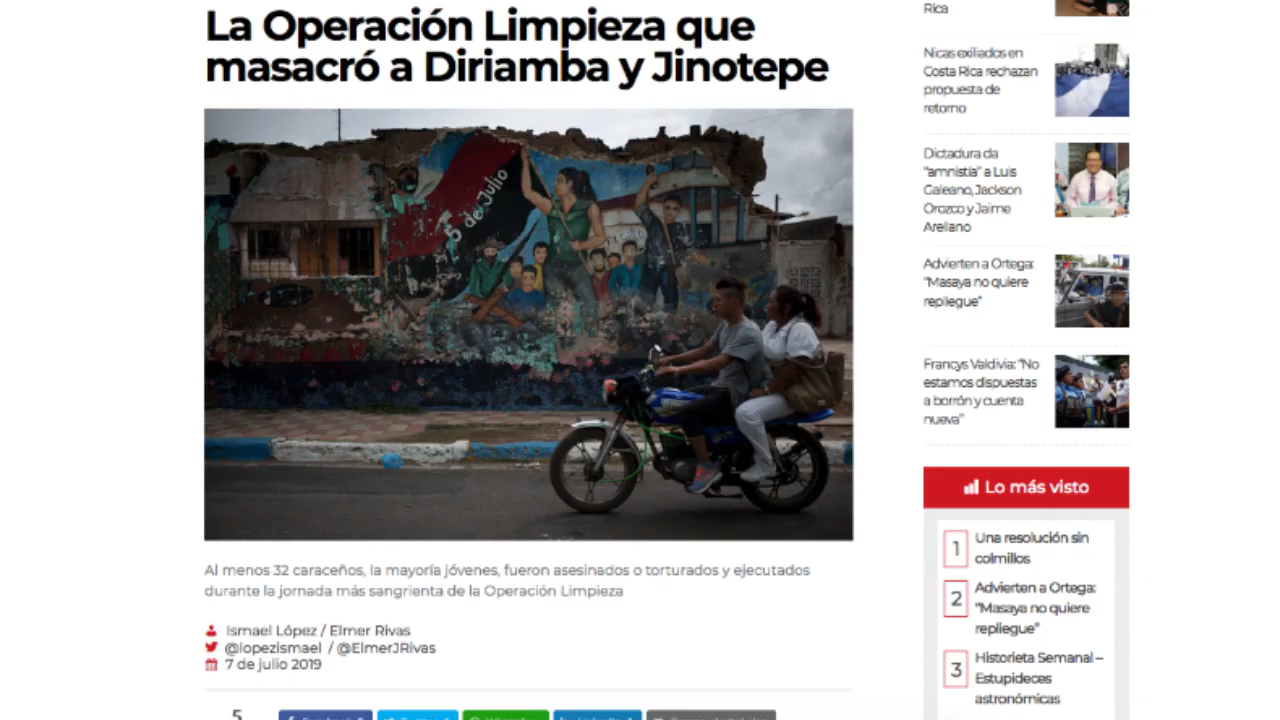 La Operación Limpieza que
masacró a Diriamba y Jinotepe
5 de Julio
Al menos 32 caraceños, la mayoría jóvenes, fueron asesinados o torturados y ejecutados
durante la jornada más sangrienta de la Operación Limpieza
Ismael López / Elmer Rivas
@lopezismael / @ElmerJRivas
7 de julio 2019
5
Rica
Nicas exiliados en
Costa Rica rechazan
propuesta de
retorno
Dictadura da
"amnistía" a Luis
Galeano, Jackson
Orozco y Jaime
Arellano
Advierten a Ortega:
"Masaya no quiere
repliegue"
Francys Valdivia: "No
estamos dispuestas
a borrón y cuenta
nueva"
Lo más visto
1 Una resolución sin
colmillos
2 Advierten a Ortega:
"Masaya no quiere
repliegue"
3 Historieta Semanal –
Estupideces
astronómicas